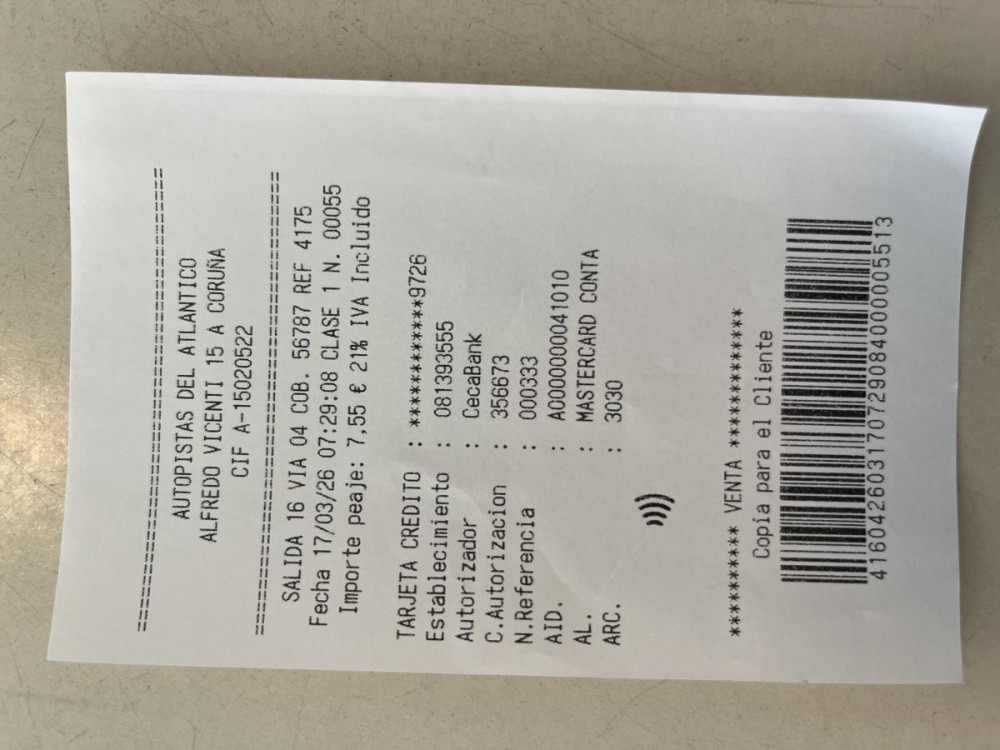 ==========================================
AUTOPISTAS DEL ATLANTICO
ALFREDO VICENTI 15 A CORUÑA
CIF A-15020522
==========================================
SALIDA 16 VIA 04 COB. 56787 REF 4175
Fecha 17/03/26 07:29:08 CLASE 1 N. 00055
Importe peaje: 7,55 € 21% IVA Incluido
TARJETA CREDITO : ************9726
Establecimiento : 081393555
Autorizador : CecaBank
C.Autorizacion : 356673
N.Referencia : 000333
AID. : A0000000041010
AL. : MASTERCARD CONTA
ARC. : 3030
********** VENTA **************
Copia para el Cliente
41604260317072908400000005513